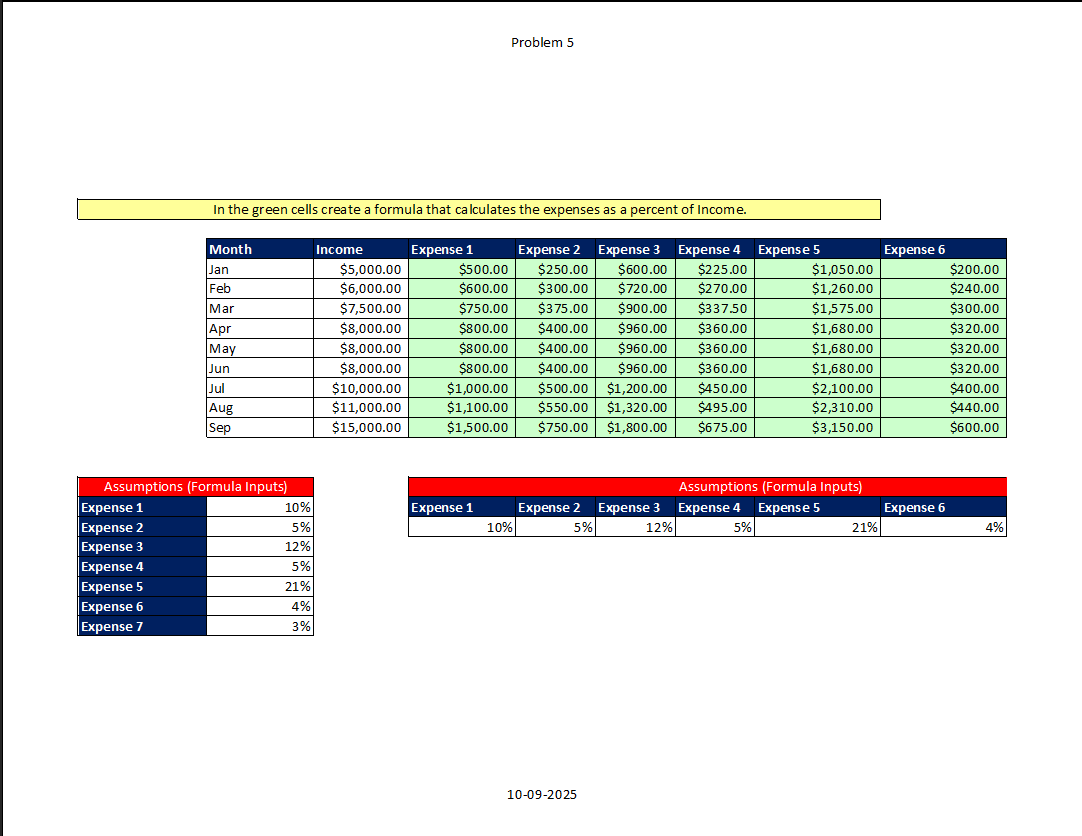 Problem 5
In the green cells create a formula that calculates the expenses as a percent of Income.
Month Income Expense 1 Expense 2 Expense 3 Expense 4 Expense 5 Expense 6
Jan $5,000.00 $500.00 $250.00 $600.00 $225.00 $1,050.00 $200.00
Feb $6,000.00 $600.00 $300.00 $720.00 $270.00 $1,260.00 $240.00
Mar $7,500.00 $750.00 $375.00 $900.00 $337.50 $1,575.00 $300.00
Apr $8,000.00 $800.00 $400.00 $960.00 $360.00 $1,680.00 $320.00
May $8,000.00 $800.00 $400.00 $960.00 $360.00 $1,680.00 $320.00
Jun $8,000.00 $800.00 $400.00 $960.00 $360.00 $1,680.00 $320.00
Jul $10,000.00 $1,000.00 $500.00 $1,200.00 $450.00 $2,100.00 $400.00
Aug $11,000.00 $1,100.00 $550.00 $1,320.00 $495.00 $2,310.00 $440.00
Sep $15,000.00 $1,500.00 $750.00 $1,800.00 $675.00 $3,150.00 $600.00
Assumptions (Formula Inputs)
Expense 1 10%
Expense 2 5%
Expense 3 12%
Expense 4 5%
Expense 5 21%
Expense 6 4%
Expense 7 3%
Assumptions (Formula Inputs)
Expense 1 Expense 2 Expense 3 Expense 4 Expense 5 Expense 6
10% 5% 12% 5% 21% 4%
10-09-2025